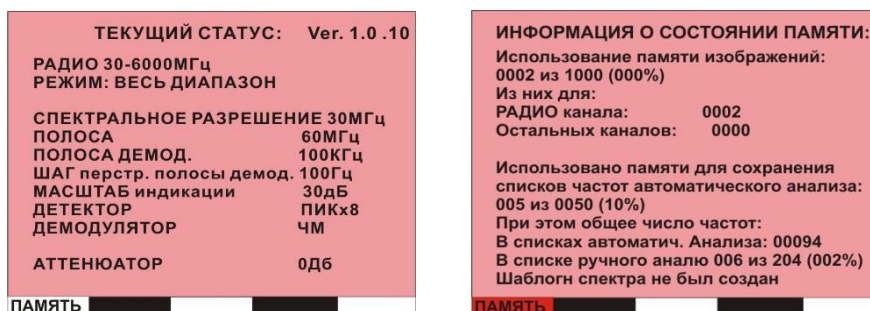 ТЕКУЩИЙ СТАТУС: Ver. 1.0 .10
РАДИО 30-6000МГц
РЕЖИМ: ВЕСЬ ДИАПАЗОН
СПЕКТРАЛЬНОЕ РАЗРЕШЕНИЕ 30МГц
ПОЛОСА 60МГц
ПОЛОСА ДЕМОД. 100КГц
ШАГ перстр. полосы демод. 100Гц
МАСШТАБ индикации 30дБ
ДЕТЕКТОР ПИКх8
ДЕМОДУЛЯТОР ЧМ
АТТЕНЮАТОР 0Дб
ПАМЯТЬ
ИНФОРМАЦИЯ О СОСТОЯНИИ ПАМЯТИ:
Использование памяти изображений:
0002 из 1000 (000%)
Из них для:
РАДИО канала: 0002
Остальных каналов: 0000
Использовано памяти для сохранения
списков частот автоматического анализа:
005 из 0050 (10%)
При этом общее число частот:
В списках автоматич. Анализа: 00094
В списке ручного аналю 006 из 204 (002%)
Шаблогн спектра не был создан
ПАМЯТЬ